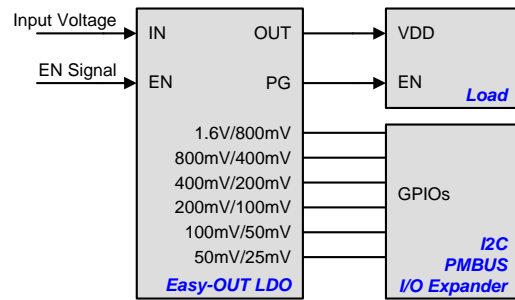 Input Voltage
IN
OUT
VDD
EN Signal
EN
PG
EN
Load
1.6V/800mV
800mV/400mV
400mV/200mV
200mV/100mV
100mV/50mV
50mV/25mV
Easy-OUT LDO
GPIOs
I2C
PMBUS
I/O Expander